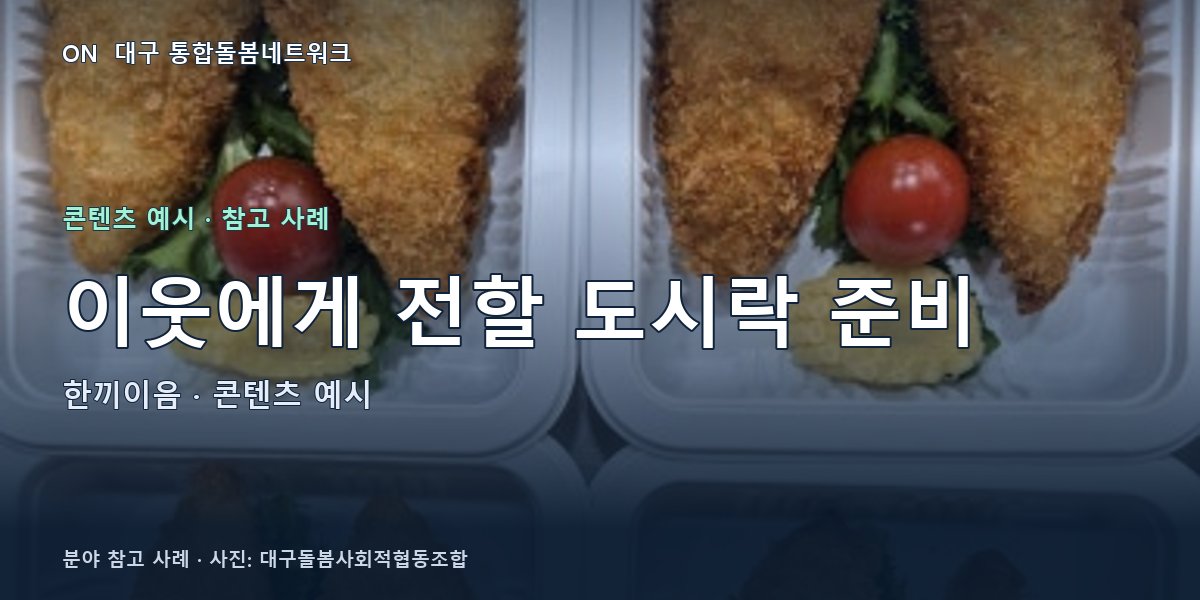 ON 대구 통합돌봄네트워크
콘텐츠 예시 · 참고 사례
이웃에게 전할 도시락 준비
한끼이음 · 콘텐츠 예시
분야 참고 사례 · 사진: 대구돌봄사회적협동조합